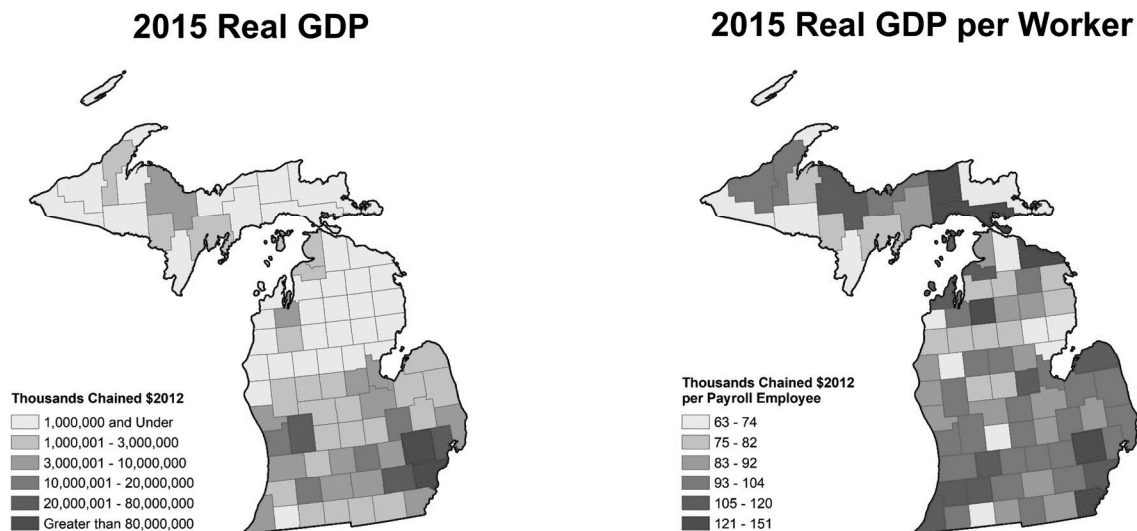 2015 Real GDP
2015 Real GDP per Worker
Thousands Chained $2012
1,000,000 and Under
1,000,001 - 3,000,000
3,000,001 - 10,000,000
10,000,001 - 20,000,000
20,000,001 - 80,000,000
Greater than 80,000,000
Thousands Chained $2012
per Payroll Employee
63 - 74
75 - 82
83 - 92
93 - 104
105 - 120
121 - 151